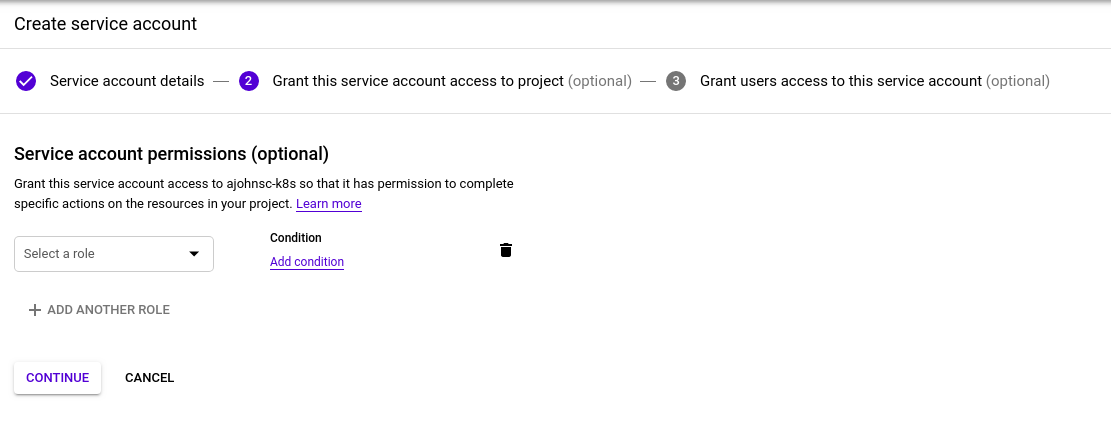 Create service account
Service account details — 2 Grant this service account access to project (optional) — 3 Grant users access to this service account (optional)
Service account permissions (optional)
Grant this service account access to ajohnsc-k8s so that it has permission to complete
specific actions on the resources in your project. Learn more
Select a role
Condition
Add condition
ADD ANOTHER ROLE
CONTINUE CANCEL